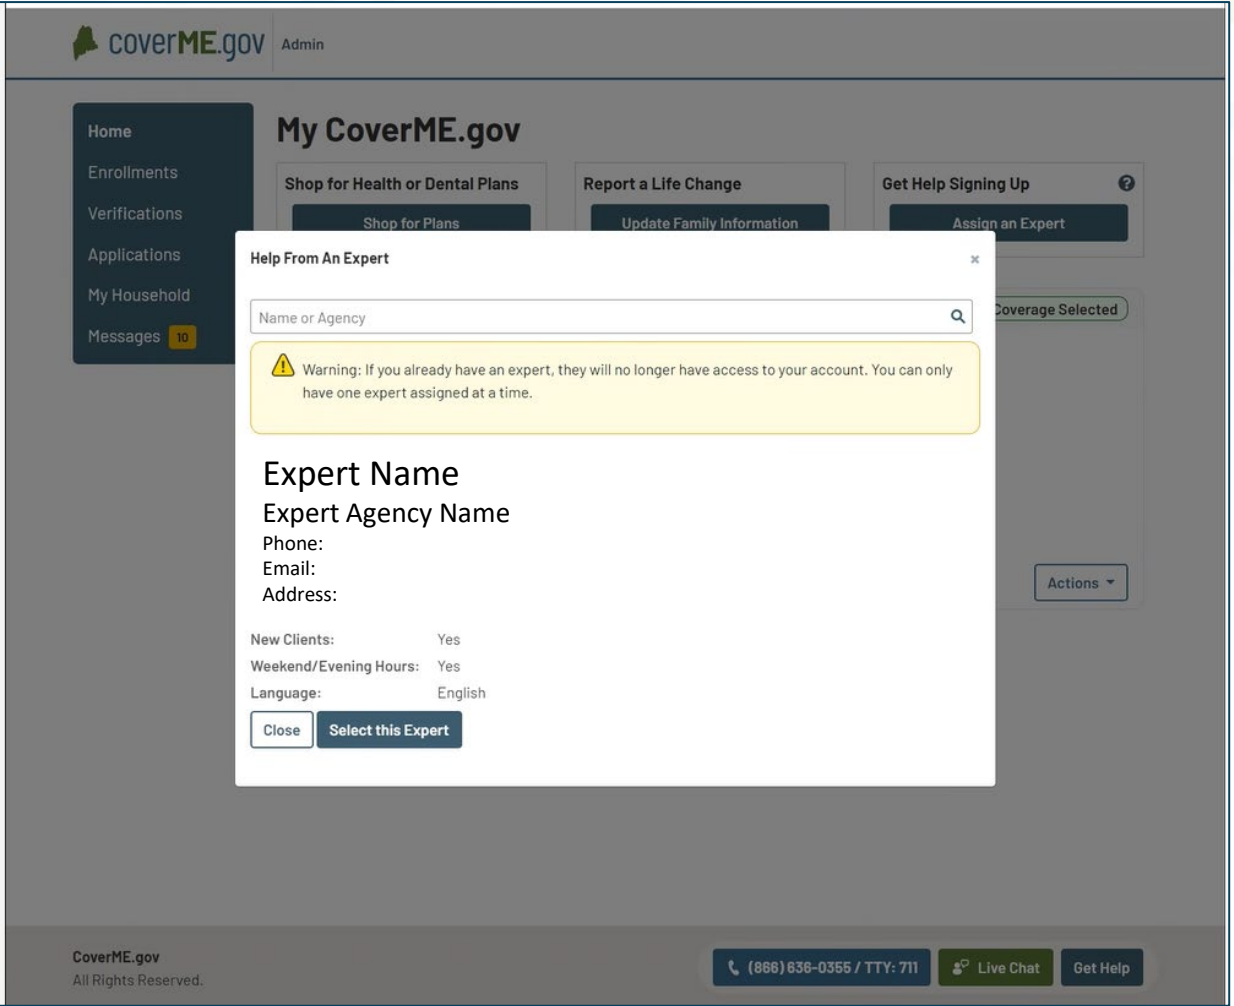 coverME.gov Admin
Home
Enrollments
Verifications
Applications
My Household
Messages 10
My CoverME.gov
Shop for Health or Dental Plans
Shop for Plans
Report a Life Change
Update Family Information
Get Help Signing Up
Assign an Expert
Coverage Selected
Actions
Help From An Expert
Name or Agency
Warning: If you already have an expert, they will no longer have access to your account. You can only
have one expert assigned at a time.
Expert Name
Expert Agency Name
Phone:
Email:
Address:
New Clients: Yes
Weekend/Evening Hours: Yes
Language: English
Close Select this Expert
CoverME.gov
All Rights Reserved.
(866) 636-0355 / TTY: 711 Live Chat Get Help